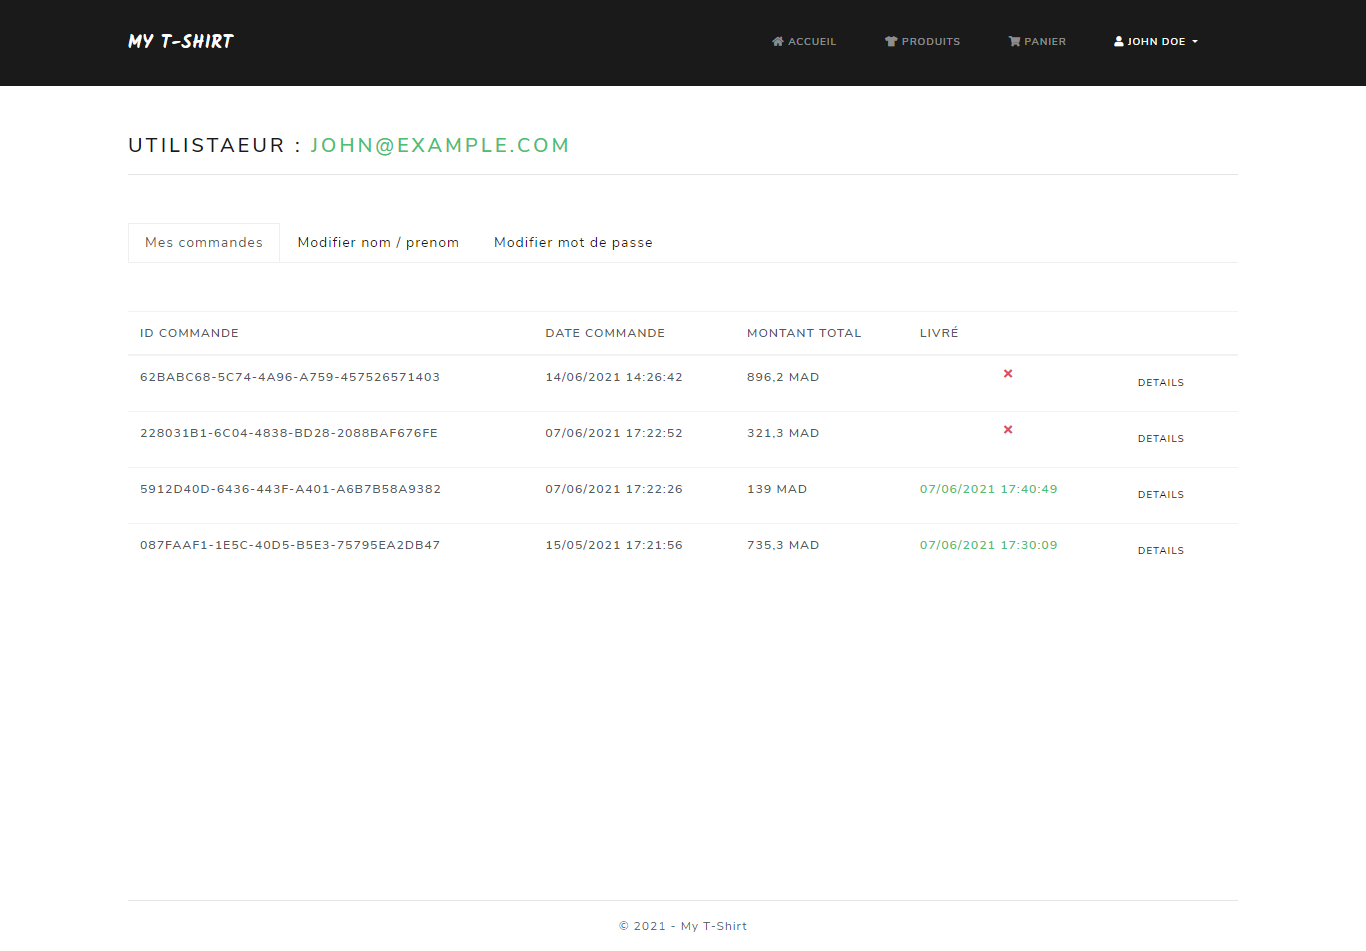 MY T-SHIRT ACCUEIL PRODUITS PANIER JOHN DOE
UTILISTAEUR : JOHN@EXAMPLE.COM
Mes commandes Modifier nom / prenom Modifier mot de passe
ID COMMANDE DATE COMMANDE MONTANT TOTAL LIVRÉ
62BABC68-5C74-4A96-A759-457526571403 14/06/2021 14:26:42 896,2 MAD DETAILS
228031B1-6C04-4838-BD28-2088BAF676FE 07/06/2021 17:22:52 321,3 MAD DETAILS
5912D40D-6436-443F-A401-A6B7B58A9382 07/06/2021 17:22:26 139 MAD 07/06/2021 17:40:49 DETAILS
087FAAF1-1E5C-40D5-B5E3-75795EA2DB47 15/05/2021 17:21:56 735,3 MAD 07/06/2021 17:30:09 DETAILS
© 2021 - My T-Shirt